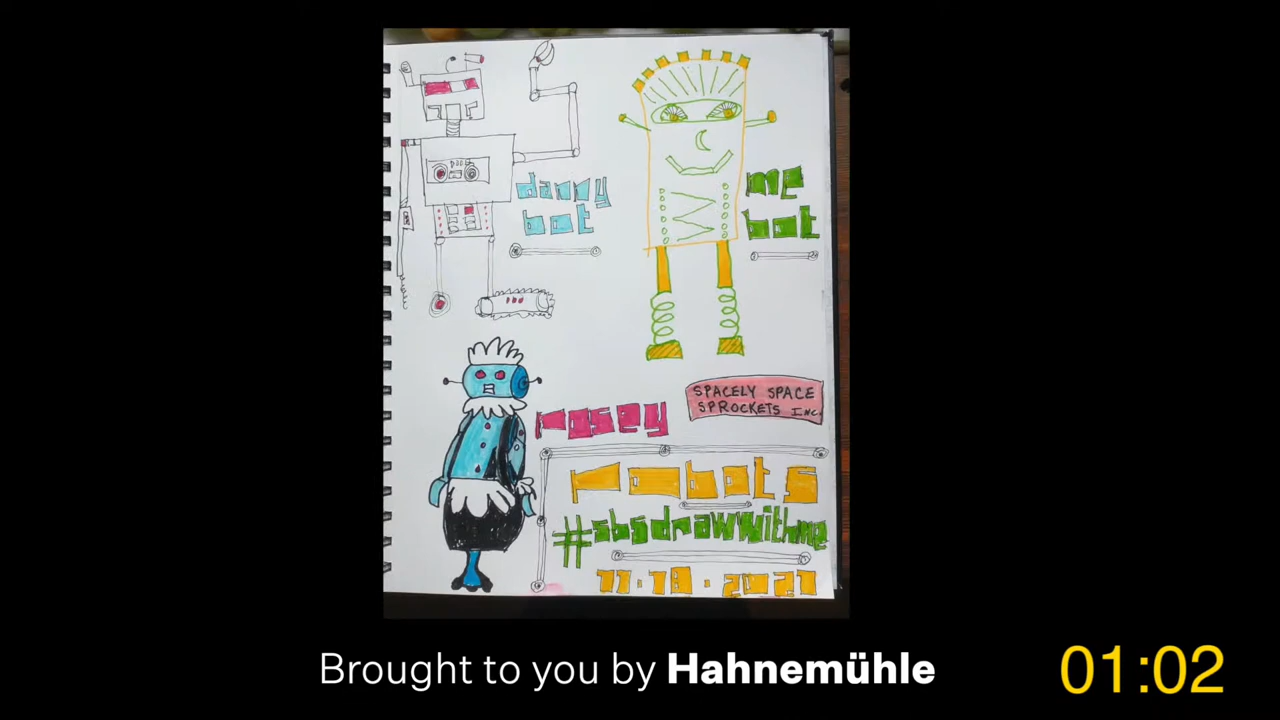 danny
bot
me
bot
rosey
SPACELY SPACE
SPROCKETS INC.
robots
#sbsdrawwithme
11·18·2021
Brought to you by Hahnemühle
01:02